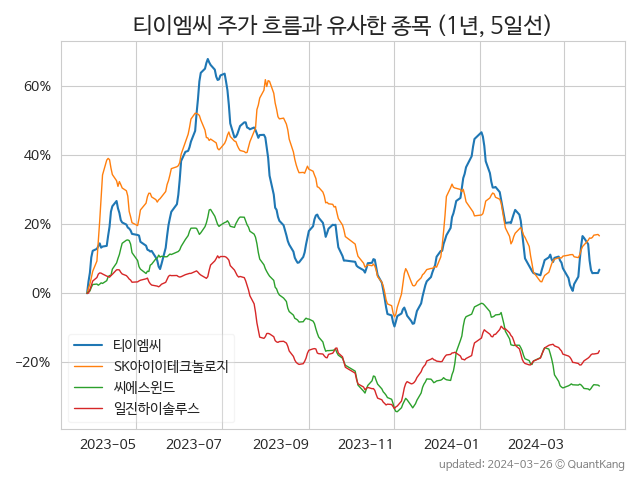 티이엠씨 주가 흐름과 유사한 종목 (1년, 5일선)
60%
40%
20%
0%
−20%
티이엠씨
SK아이이테크놀로지
씨에스윈드
일진하이솔루스
2023-05
2023-07
2023-09
2023-11
2024-01
2024-03
updated: 2024-03-26 © QuantKang